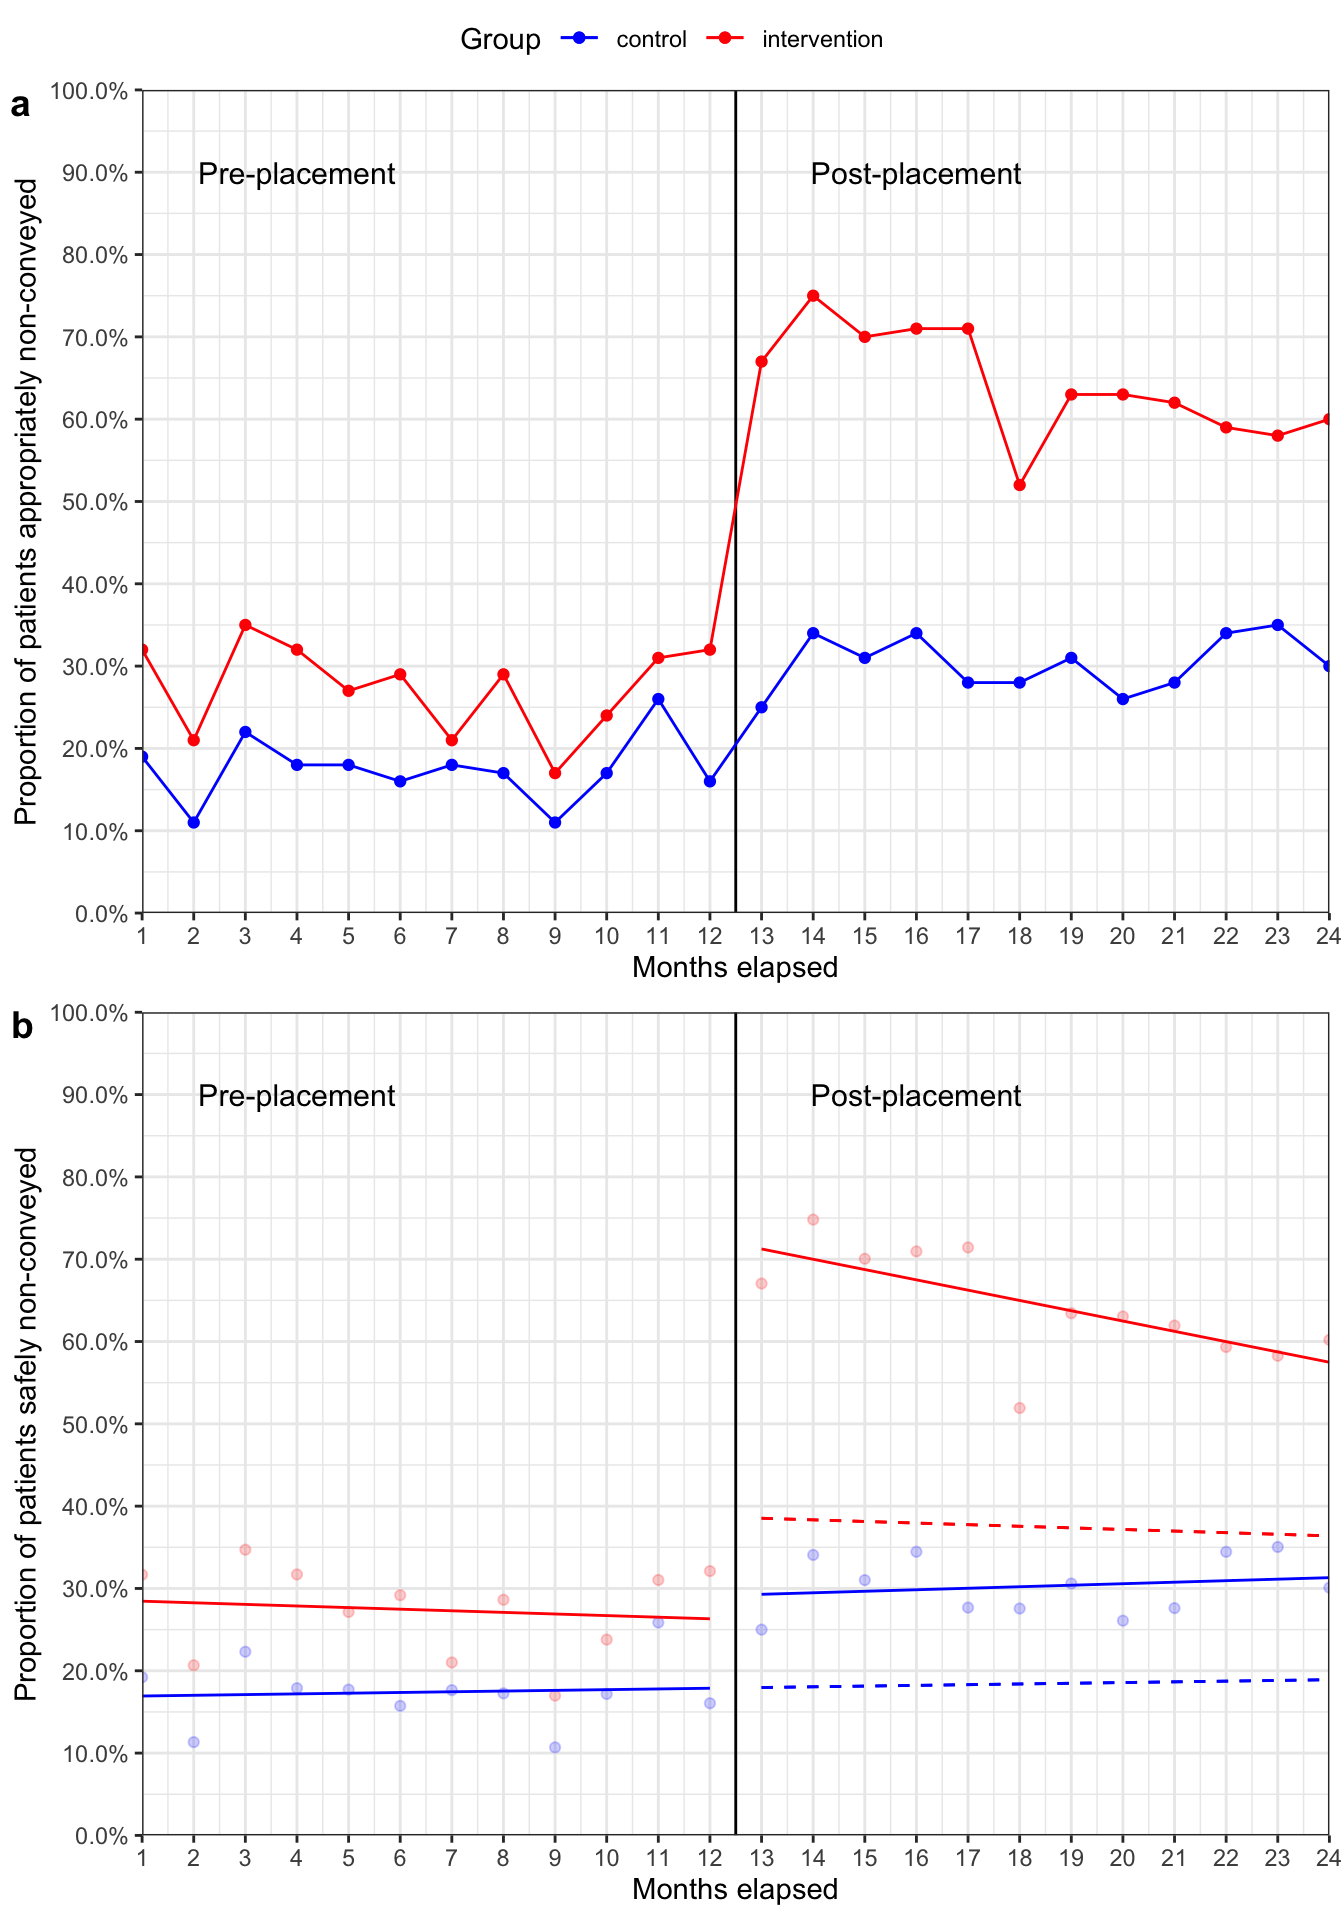 Group control intervention
a
Proportion of patients appropriately non-conveyed
100.0%
90.0%
80.0%
70.0%
60.0%
50.0%
40.0%
30.0%
20.0%
10.0%
0.0%
Pre-placement Post-placement
1 2 3 4 5 6 7 8 9 10 11 12 13 14 15 16 17 18 19 20 21 22 23 24
Months elapsed
b
Proportion of patients safely non-conveyed
100.0%
90.0%
80.0%
70.0%
60.0%
50.0%
40.0%
30.0%
20.0%
10.0%
0.0%
Pre-placement Post-placement
1 2 3 4 5 6 7 8 9 10 11 12 13 14 15 16 17 18 19 20 21 22 23 24
Months elapsed